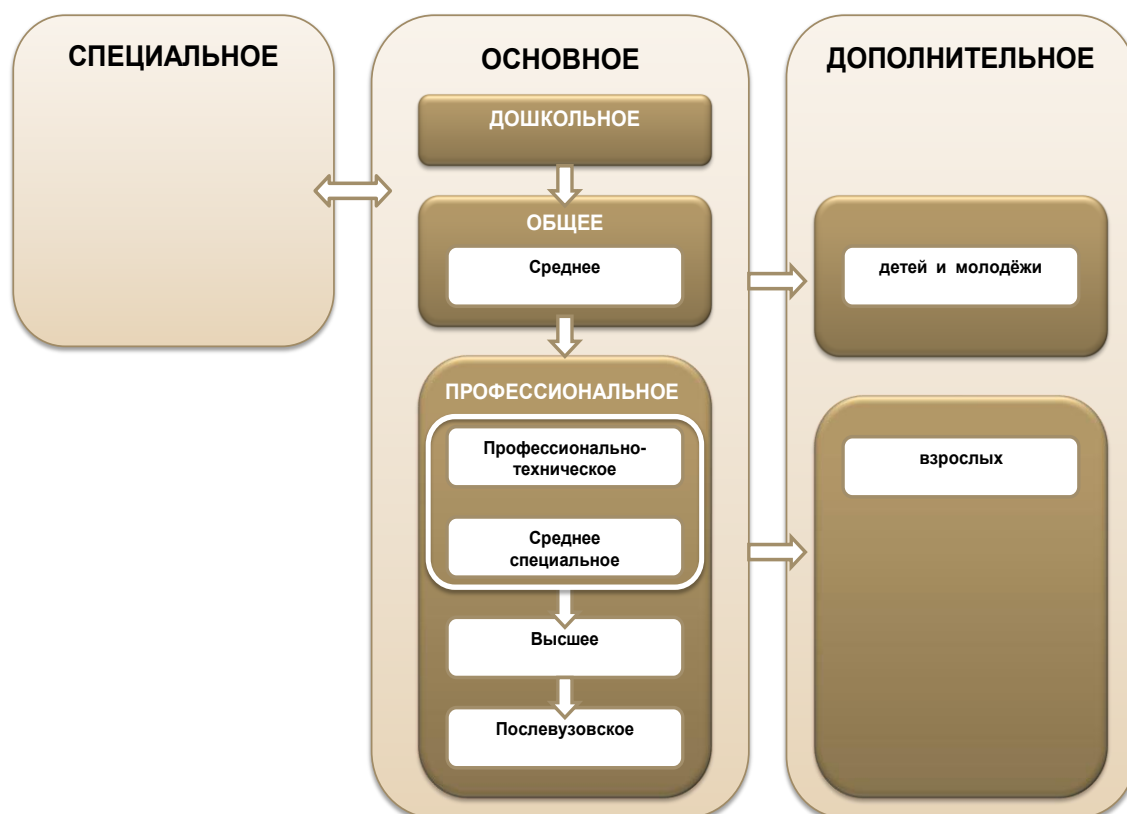 СПЕЦИАЛЬНОЕ
ОСНОВНОЕ
ДОШКОЛЬНОЕ
ОБЩЕЕ
Среднее
ПРОФЕССИОНАЛЬНОЕ
Профессионально-
техническое
Среднее
специальное
Высшее
Послевузовское
ДОПОЛНИТЕЛЬНОЕ
детей и молодёжи
взрослых